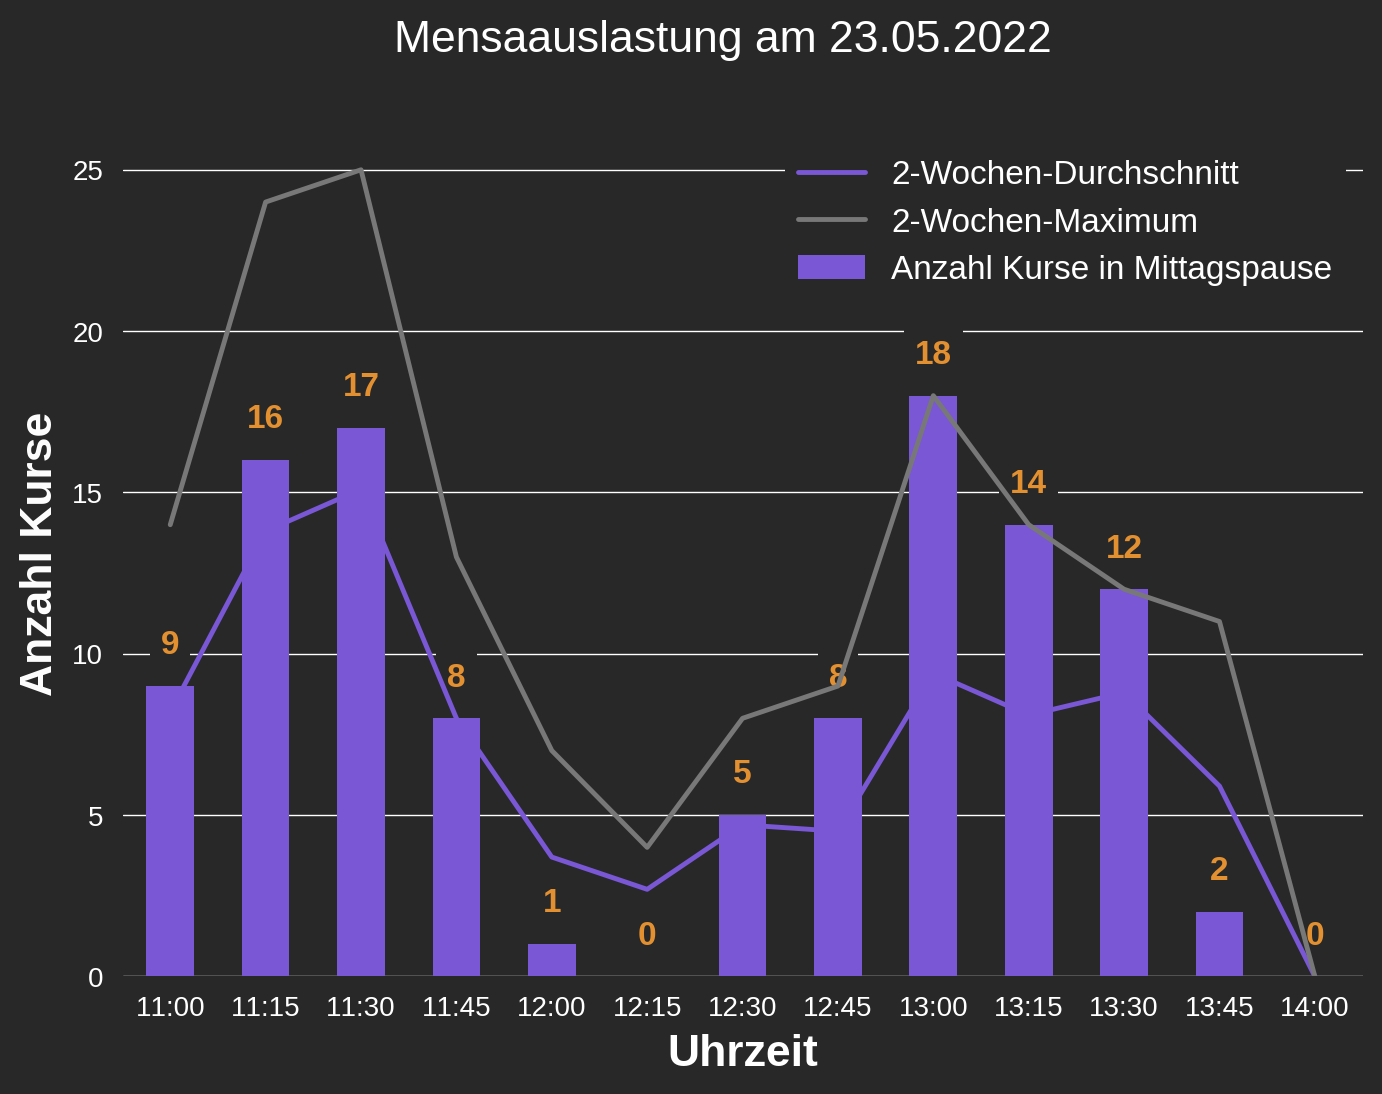 Mensaauslastung am 23.05.2022
2-Wochen-Durchschnitt
2-Wochen-Maximum
Anzahl Kurse in Mittagspause
Anzahl Kurse
25
20
15
10
5
0
9
16
17
8
1
0
5
8
18
14
12
2
0
11:00 11:15 11:30 11:45 12:00 12:15 12:30 12:45 13:00 13:15 13:30 13:45 14:00
Uhrzeit